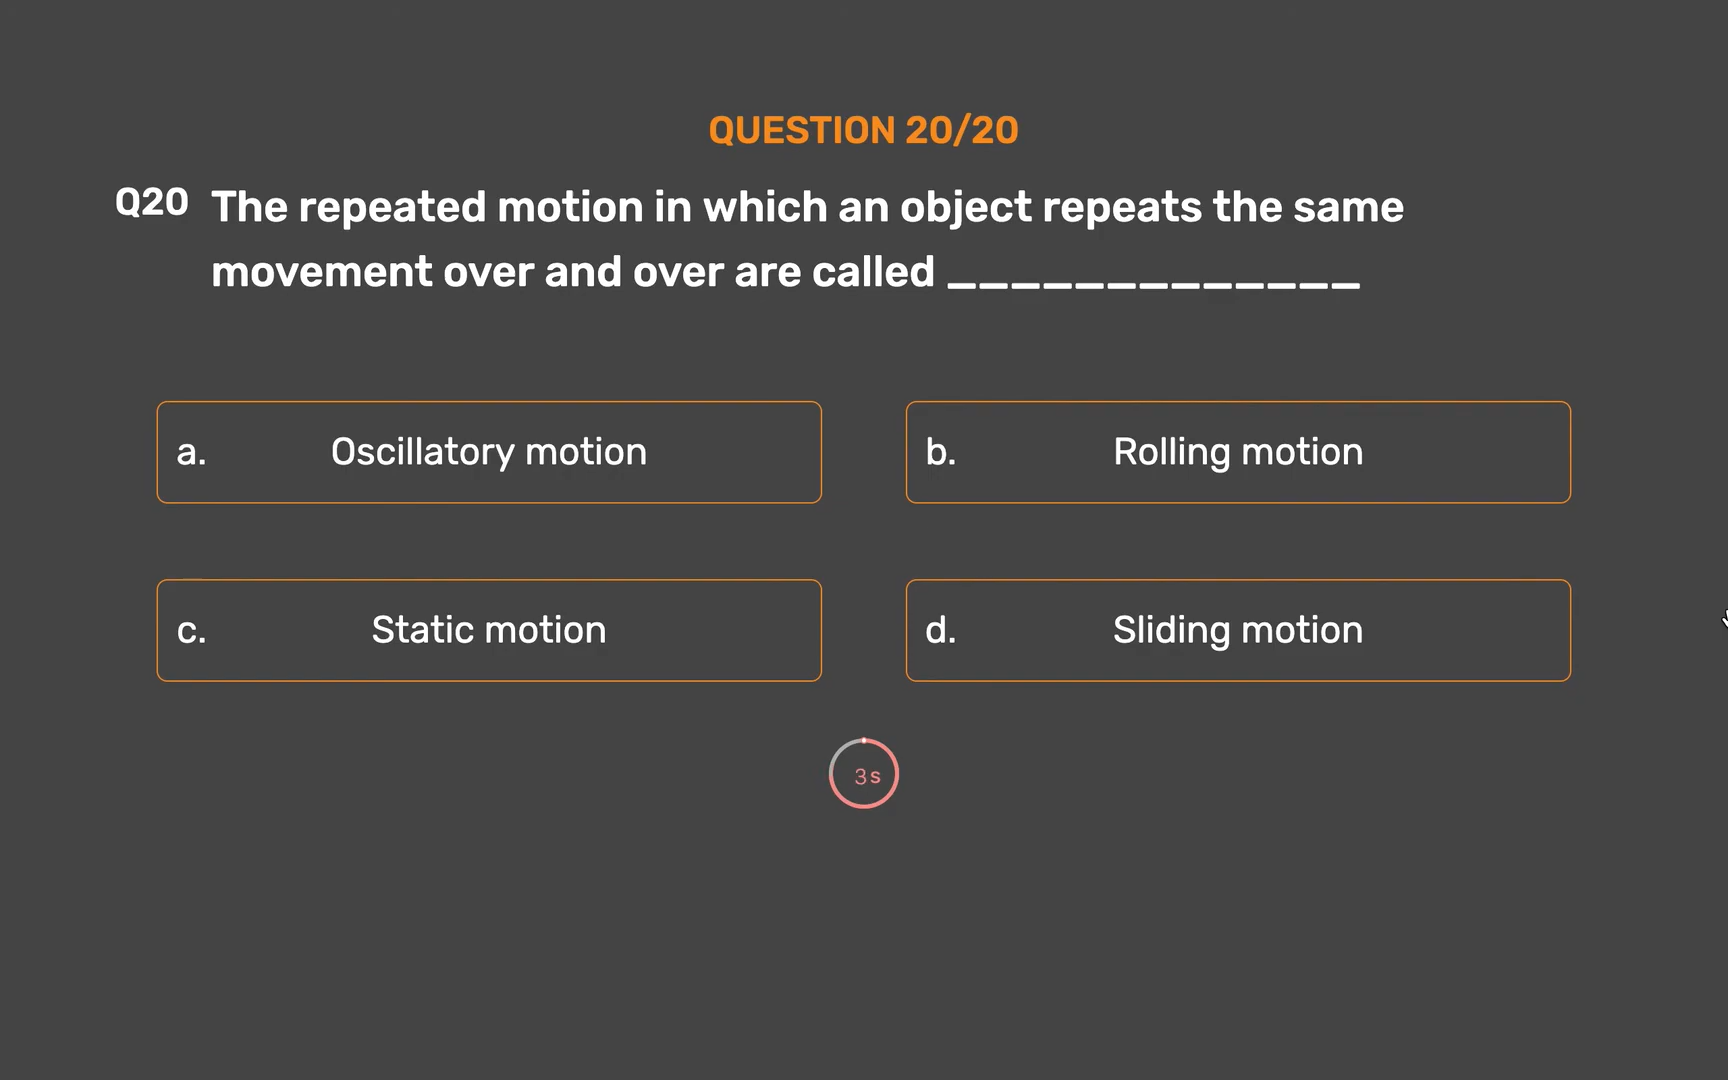 QUESTION 20/20
Q20 The repeated motion in which an object repeats the same
movement over and over are called _____________
a. Oscillatory motion
b. Rolling motion
c. Static motion
d. Sliding motion
3s